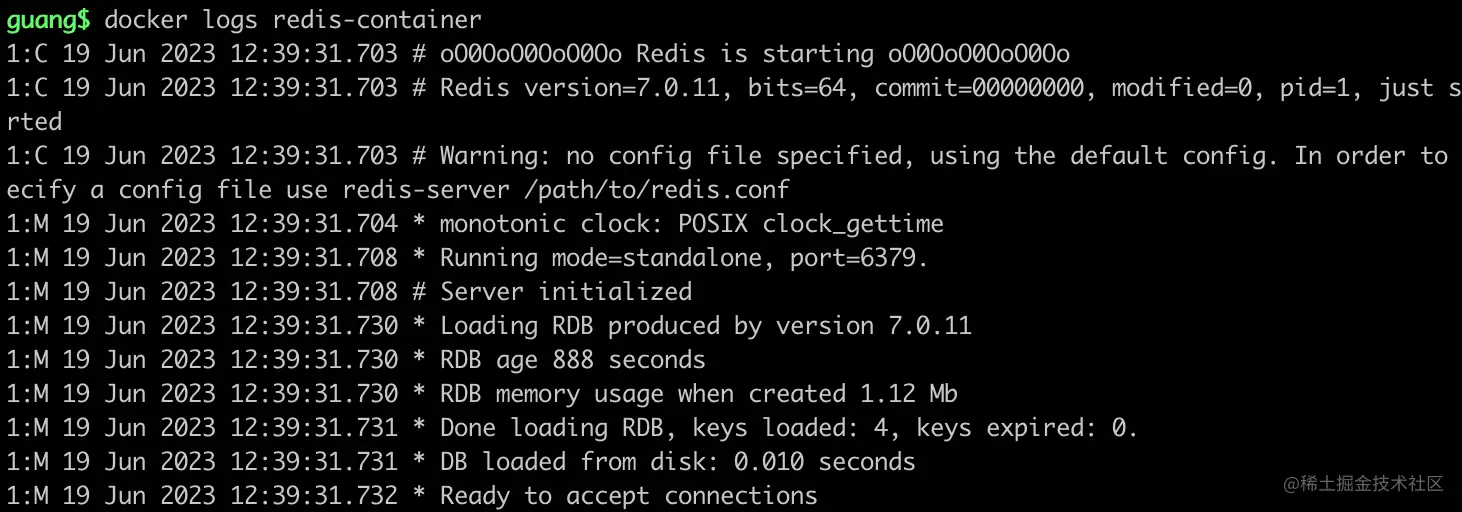 guang$ docker logs redis-container
1:C 19 Jun 2023 12:39:31.703 # oO0OoO0OoO0Oo Redis is starting oO0OoO0OoO0Oo
1:C 19 Jun 2023 12:39:31.703 # Redis version=7.0.11, bits=64, commit=00000000, modified=0, pid=1, just s
rted
1:C 19 Jun 2023 12:39:31.703 # Warning: no config file specified, using the default config. In order to
ecify a config file use redis-server /path/to/redis.conf
1:M 19 Jun 2023 12:39:31.704 * monotonic clock: POSIX clock_gettime
1:M 19 Jun 2023 12:39:31.708 * Running mode=standalone, port=6379.
1:M 19 Jun 2023 12:39:31.708 # Server initialized
1:M 19 Jun 2023 12:39:31.730 * Loading RDB produced by version 7.0.11
1:M 19 Jun 2023 12:39:31.730 * RDB age 888 seconds
1:M 19 Jun 2023 12:39:31.730 * RDB memory usage when created 1.12 Mb
1:M 19 Jun 2023 12:39:31.731 * Done loading RDB, keys loaded: 4, keys expired: 0.
1:M 19 Jun 2023 12:39:31.731 * DB loaded from disk: 0.010 seconds
1:M 19 Jun 2023 12:39:31.732 * Ready to accept connections
@稀土掘金技术社区